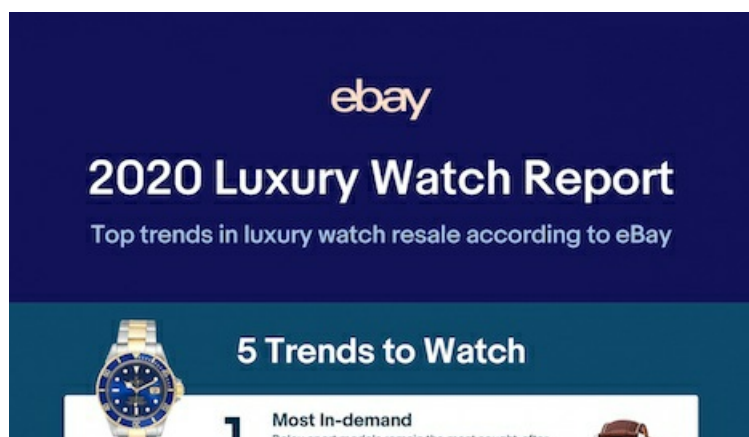 ebay
2020 Luxury Watch Report
Top trends in luxury watch resale according to eBay
5 Trends to Watch
1
Most In-demand